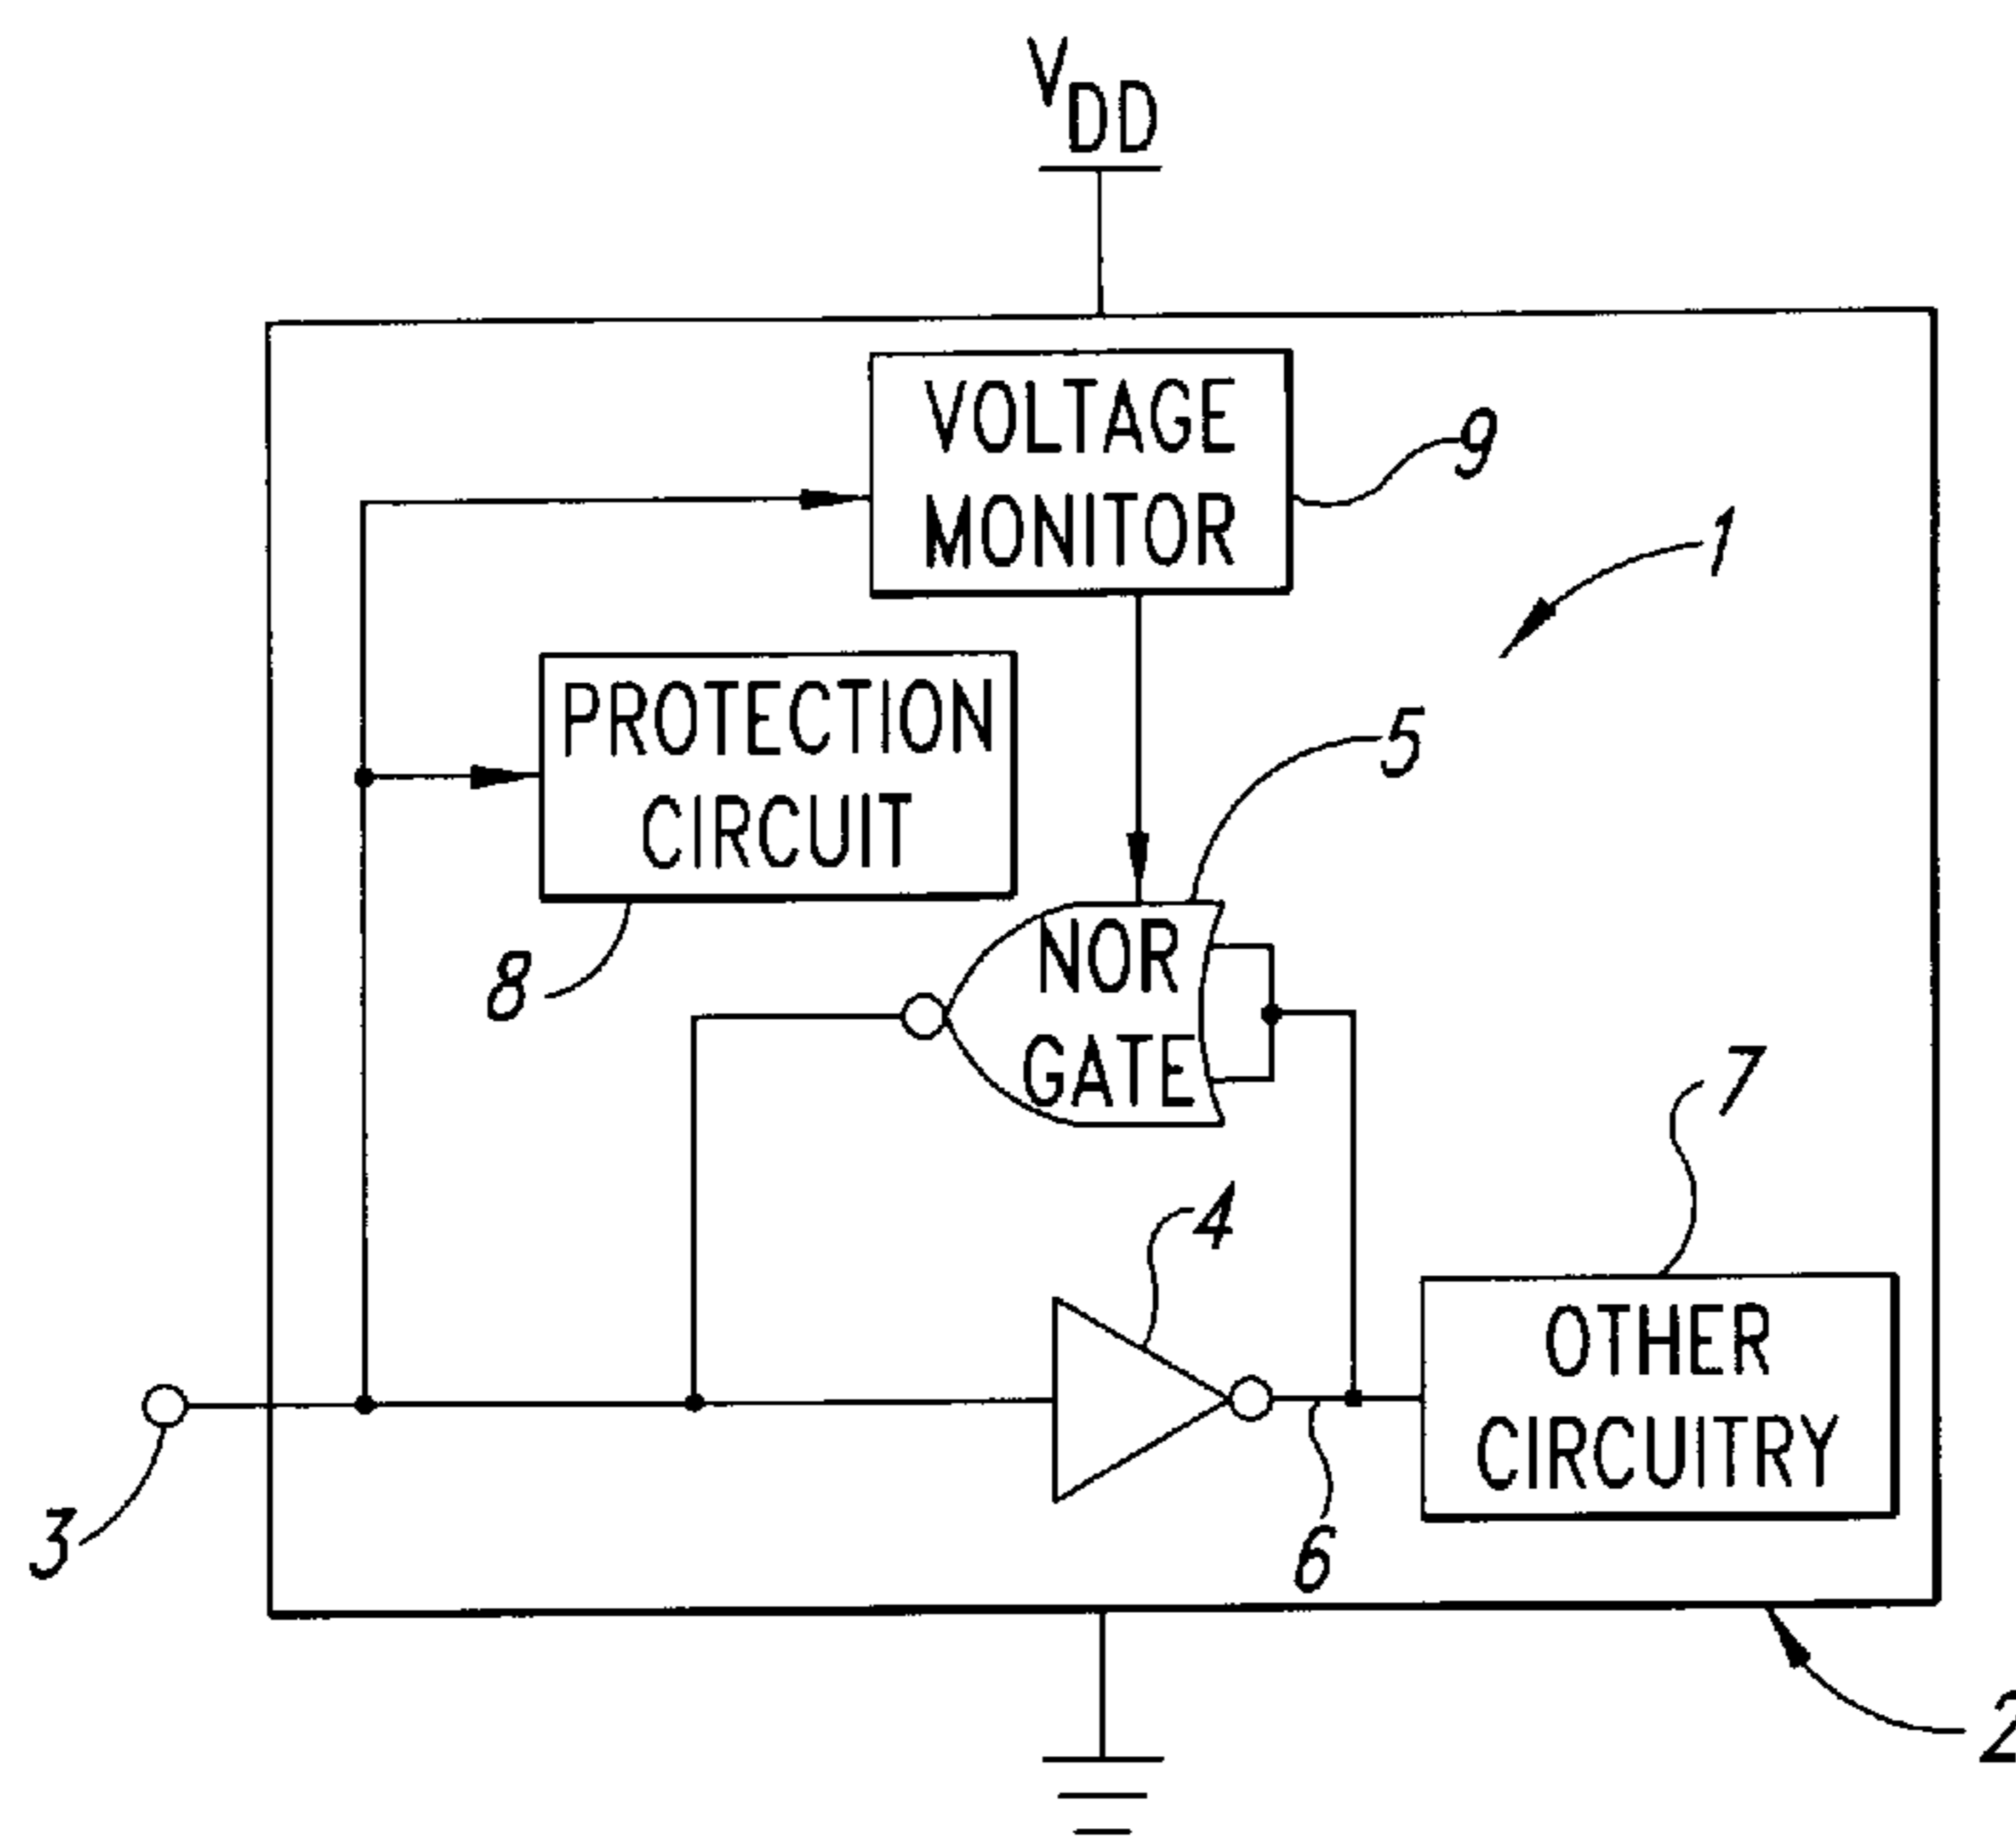 VDD
VOLTAGE
MONITOR
9
1
PROTECTION
CIRCUIT
5
8
NOR
GATE
7
4
OTHER
CIRCUITRY
3
6
2